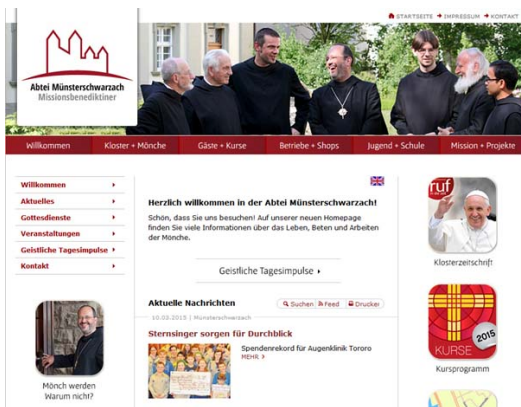 STARTSEITE IMPRESSUM KONTAKT
Abtei Münsterschwarzach
Missionsbenediktiner
Willkommen Kloster + Mönche Gäste + Kurse Betriebe + Shops Jugend + Schule Mission + Projekte
Willkommen
Aktuelles
Gottesdienste
Veranstaltungen
Geistliche Tagesimpulse
Kontakt
Mönch werden
Warum nicht?
Herzlich willkommen in der Abtei Münsterschwarzach!
Schön, dass Sie uns besuchen! Auf unserer neuen Homepage
finden Sie viele Informationen über das Leben, Beten und Arbeiten
der Mönche.
Geistliche Tagesimpulse
Aktuelle Nachrichten Suchen Feed Drucken
10.02.2015 | Münsterschwarzach
Sternsinger sorgen für Durchblick
Spendenrekord für Augenklinik Tororo
MEHR
ruf
Klosterzeitschrift
KURSE 2015
Kursprogramm